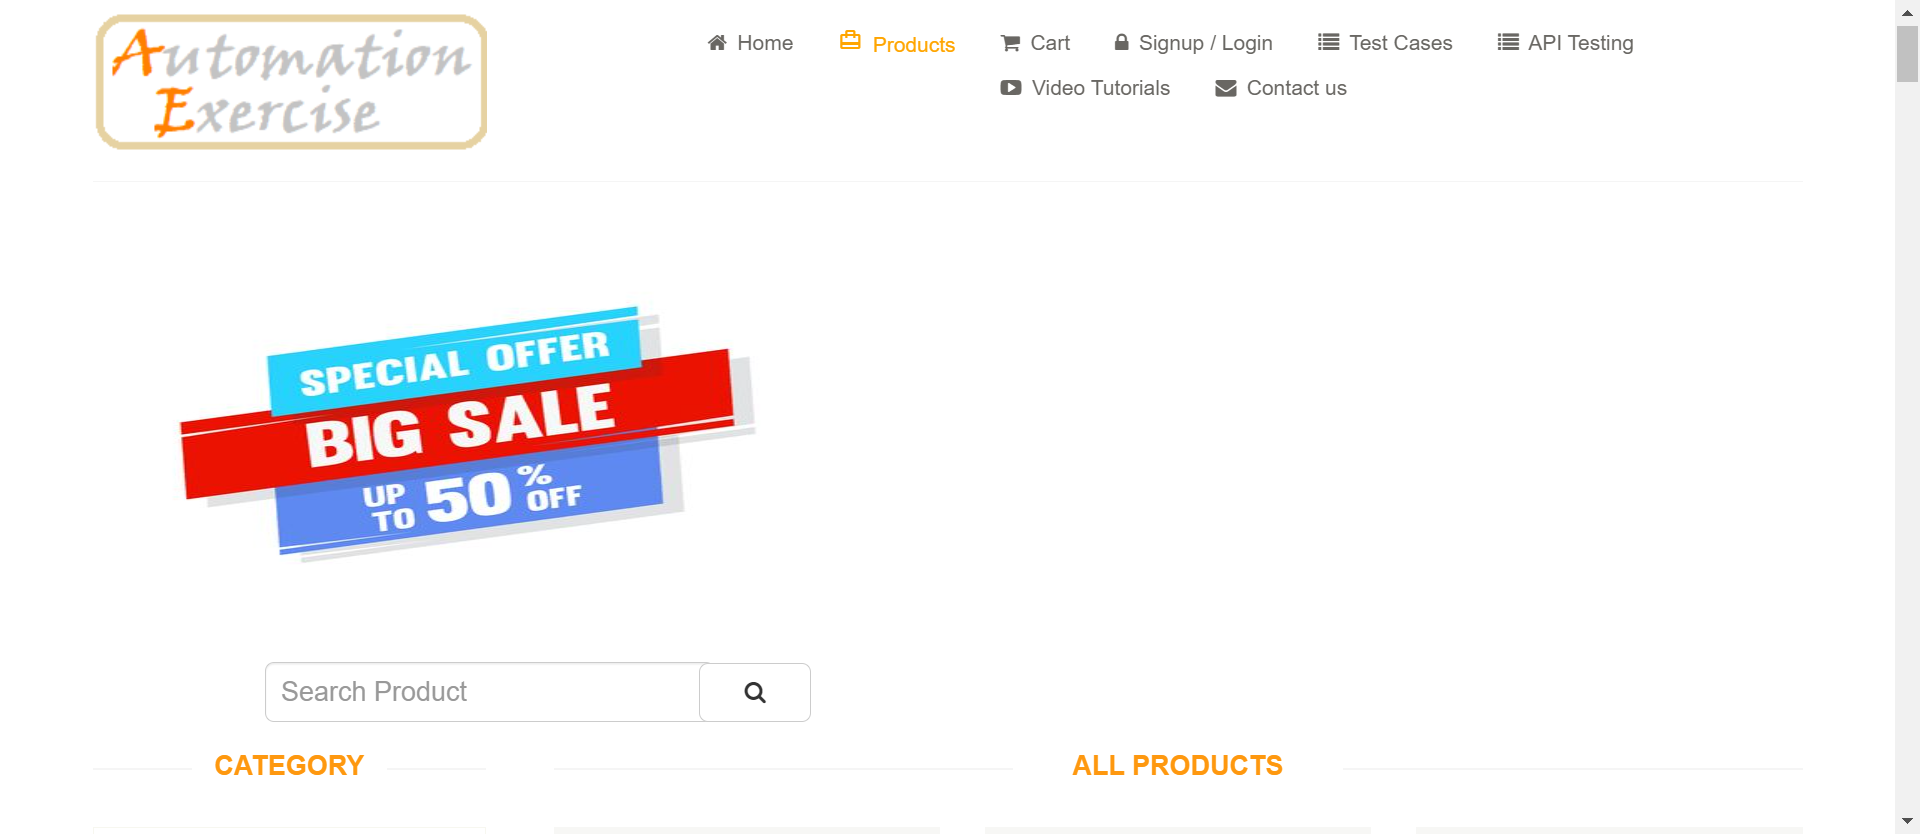 Automation
Exercise
Home
Products
Cart
Signup / Login
Test Cases
API Testing
Video Tutorials
Contact us
SPECIAL OFFER
BIG SALE
UP TO 50% OFF
Search Product
CATEGORY
ALL PRODUCTS